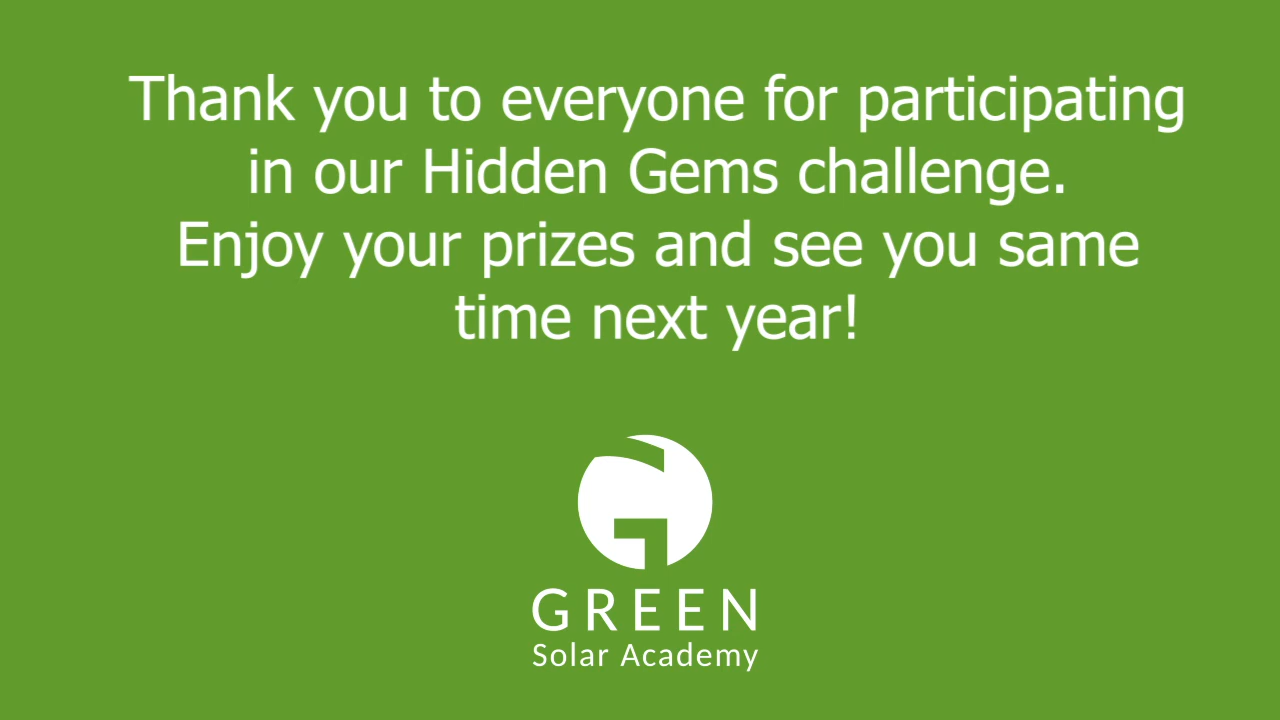 Thank you to everyone for participating
in our Hidden Gems challenge.
Enjoy your prizes and see you same
time next year!
GREEN
Solar Academy